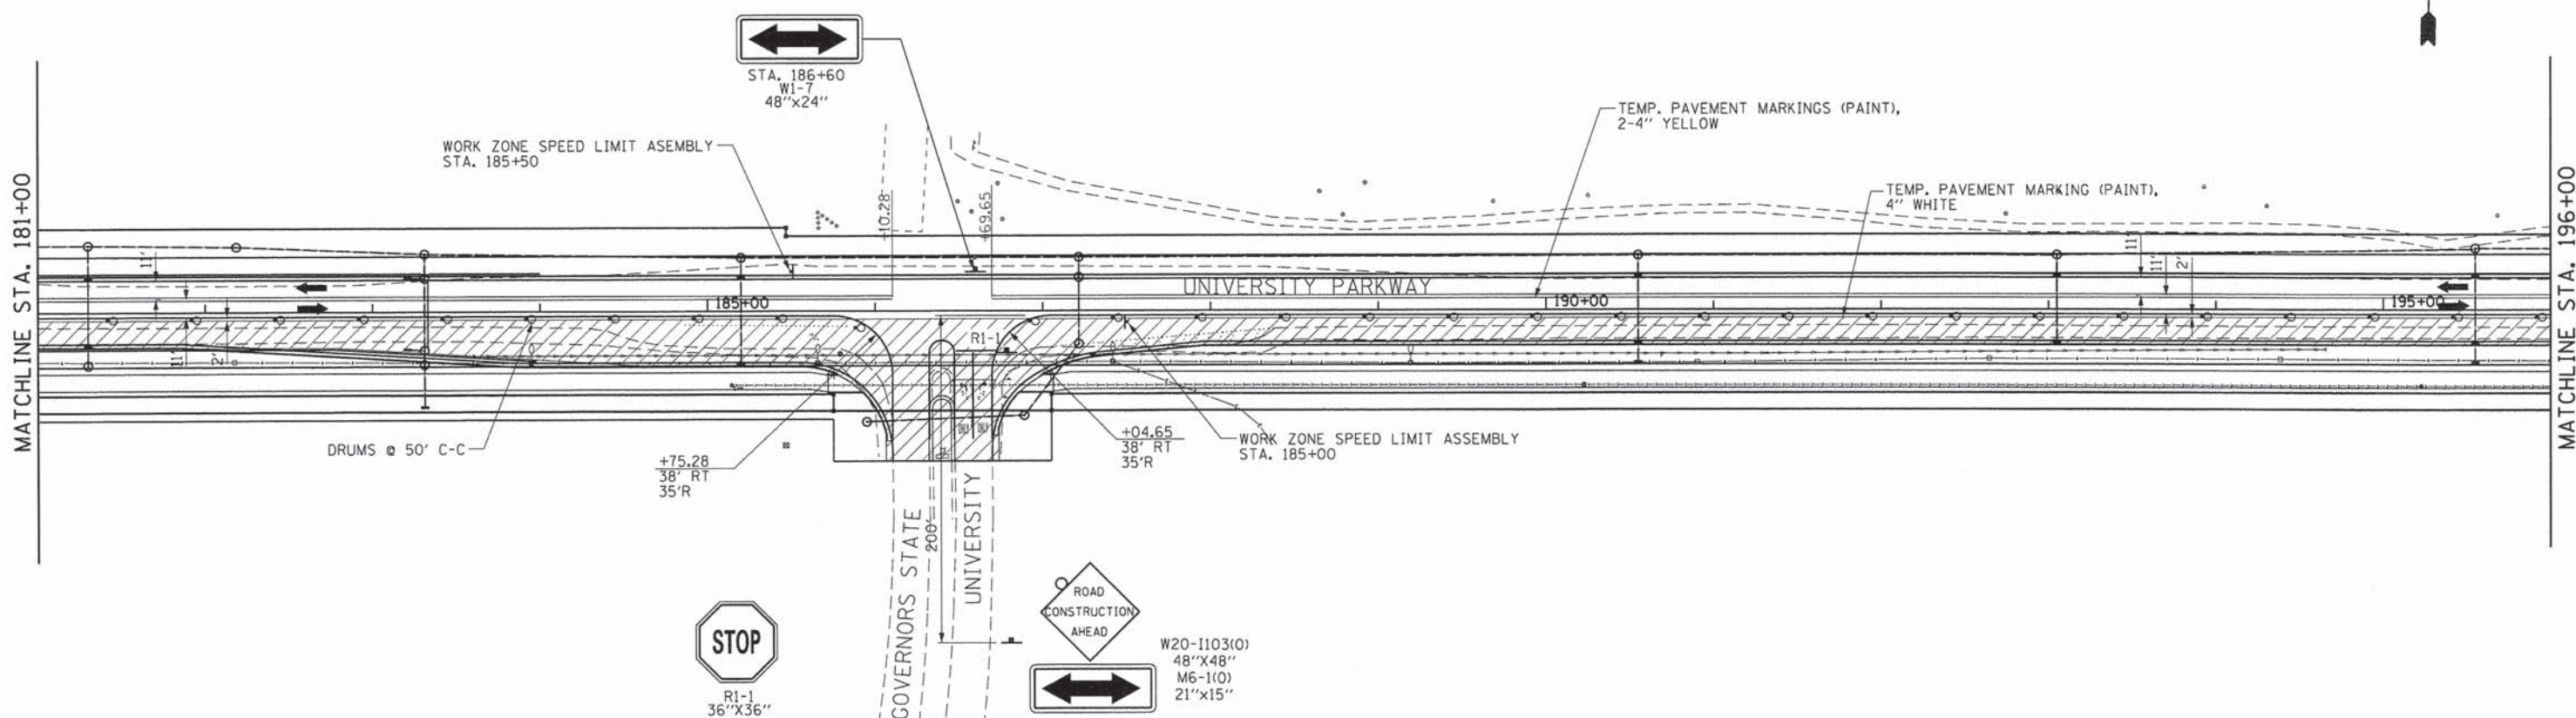 STA. 186+60
W1-7
48"x24"
WORK ZONE SPEED LIMIT ASEMBLY
STA. 185+50
TEMP. PAVEMENT MARKINGS (PAINT),
2-4" YELLOW
TEMP. PAVEMENT MARKING (PAINT),
4" WHITE
MATCHLINE STA. 181+00
MATCHLINE STA. 196+00
+10.28
+69.65
11'
11'
11'
2'
UNIVERSITY PARKWAY
185+00
190+00
195+00
R1-1
11'
2'
DRUMS @ 50' C-C
+75.28
38' RT
35'R
+04.65
38' RT
35'R
WORK ZONE SPEED LIMIT ASSEMBLY
STA. 185+00
GOVERNORS STATE
200'
UNIVERSITY
STOP
R1-1
36"X36"
ROAD
CONSTRUCTION
AHEAD
W20-I103(O)
48"X48"
M6-1(O)
21"x15"